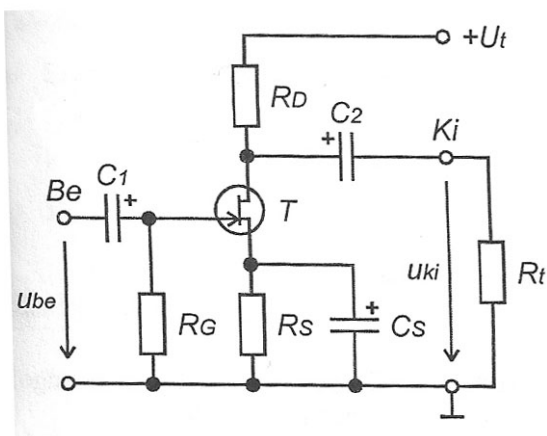 +Ut
RD
C2
+
Ki
Be
C1
+
T
ube
RG
RS
+
CS
uki
Rt